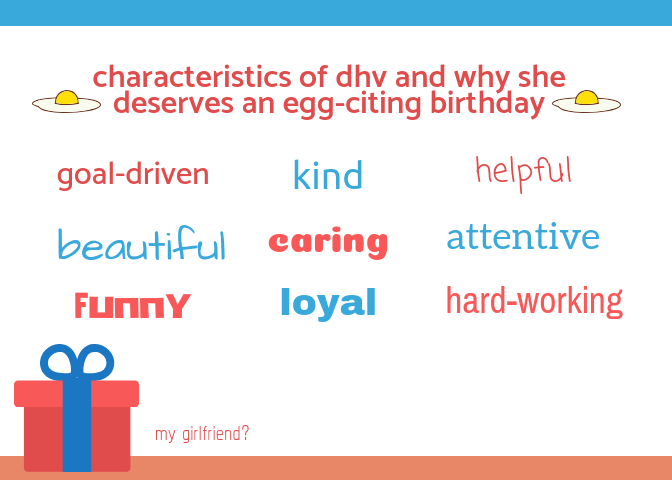 characteristics of dhv and why she
deserves an egg-citing birthday
goal-driven kind helpful
beautiful caring attentive
Funny loyal hard-working
my girlfriend?